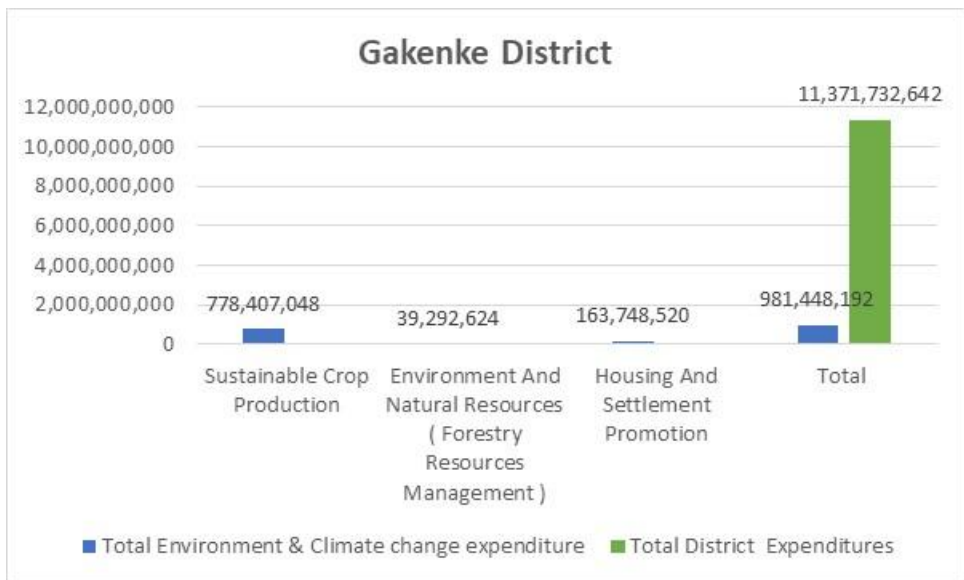 Gakenke District
12,000,000,000
10,000,000,000
8,000,000,000
6,000,000,000
4,000,000,000
2,000,000,000
0
778,407,048
39,292,624
163,748,520
981,448,192
11,371,732,642
Sustainable Crop
Production
Environment And
Natural Resources
( Forestry
Resources
Management )
Housing And
Settlement
Promotion
Total
Total Environment & Climate change expenditure
Total District Expenditures